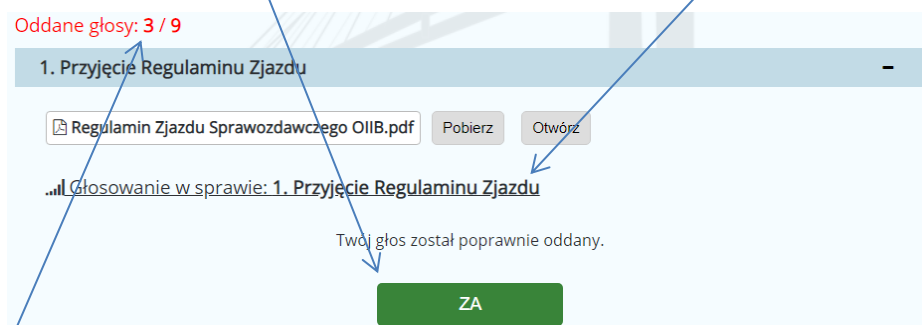 Oddane głosy: 3 / 9
1. Przyjęcie Regulaminu Zjazdu –
Regulamin Zjazdu Sprawozdawczego OIIB.pdf Pobierz Otwórz
Głosowanie w sprawie: 1. Przyjęcie Regulaminu Zjazdu
Twój głos został poprawnie oddany.
ZA